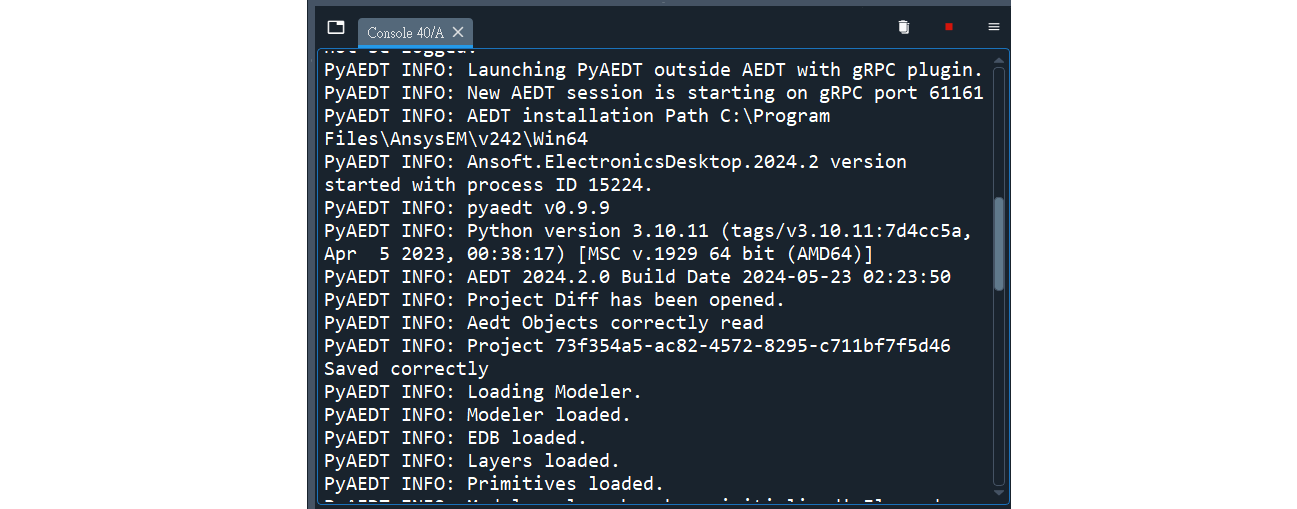 Console 40/A
not be logged.
PyAEDT INFO: Launching PyAEDT outside AEDT with gRPC plugin.
PyAEDT INFO: New AEDT session is starting on gRPC port 61161
PyAEDT INFO: AEDT installation Path C:\Program
Files\AnsysEM\v242\Win64
PyAEDT INFO: Ansoft.ElectronicsDesktop.2024.2 version
started with process ID 15224.
PyAEDT INFO: pyaedt v0.9.9
PyAEDT INFO: Python version 3.10.11 (tags/v3.10.11:7d4cc5a,
Apr  5 2023, 00:38:17) [MSC v.1929 64 bit (AMD64)]
PyAEDT INFO: AEDT 2024.2.0 Build Date 2024-05-23 02:23:50
PyAEDT INFO: Project Diff has been opened.
PyAEDT INFO: Aedt Objects correctly read
PyAEDT INFO: Project 73f354a5-ac82-4572-8295-c711bf7f5d46
Saved correctly
PyAEDT INFO: Loading Modeler.
PyAEDT INFO: Modeler loaded.
PyAEDT INFO: EDB loaded.
PyAEDT INFO: Layers loaded.
PyAEDT INFO: Primitives loaded.
PyAEDT INFO: